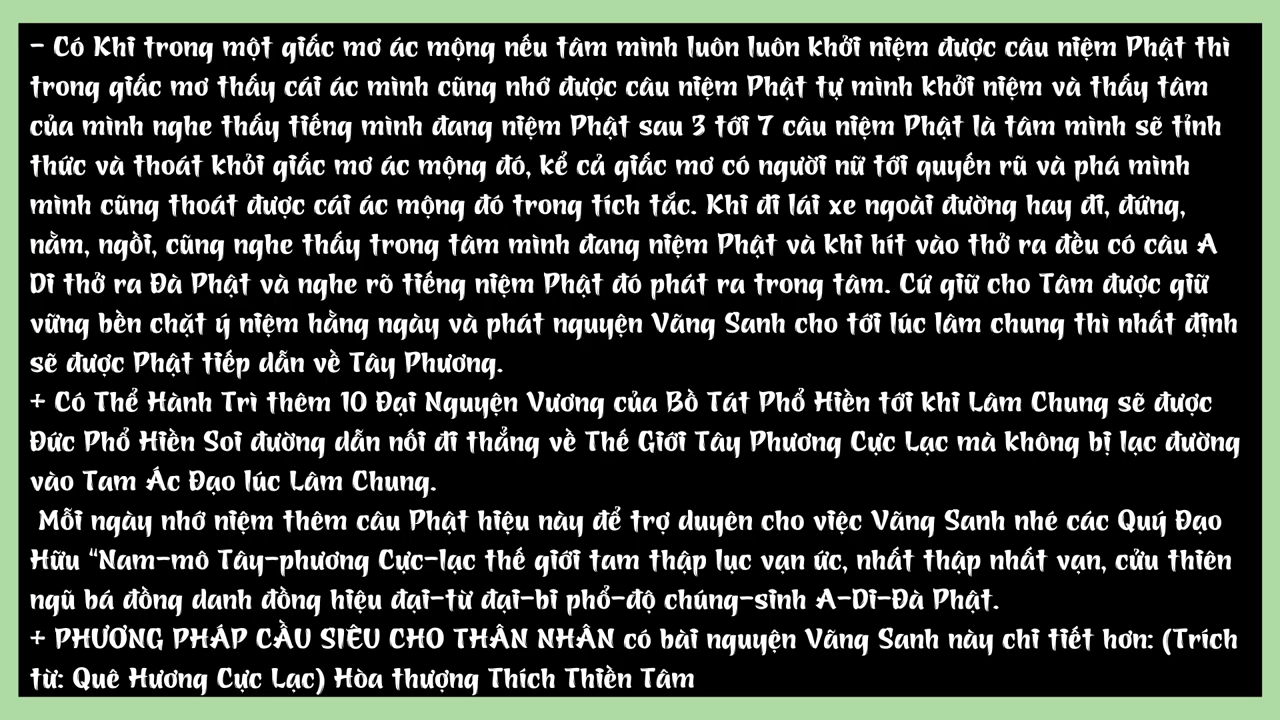 - Có Khi trong một giấc mơ ác mộng nếu tâm mình luôn luôn khởi niệm được câu niệm Phật thì
trong giấc mơ thấy cái ác mình cũng nhớ được câu niệm Phật tự mình khởi niệm và thấy tâm
của mình nghe thấy tiếng mình đang niệm Phật sau 3 tới 7 câu niệm Phật là tâm mình sẽ tỉnh
thức và thoát khỏi giấc mơ ác mộng đó, kể cả giấc mơ có người nữ tới quyến rũ và phá mình
mình cũng thoát được cái ác mộng đó trong tích tắc. Khi đi lái xe ngoài đường hay đi, đứng,
nằm, ngồi, cũng nghe thấy trong tâm mình đang niệm Phật và khi hít vào thở ra đều có câu A
Di thở ra Đà Phật và nghe rõ tiếng niệm Phật đó phát ra trong tâm. Cứ giữ cho Tâm được giữ
vững bền chặt ý niệm hằng ngày và phát nguyện Vãng Sanh cho tới lúc lâm chung thì nhất định
sẽ được Phật tiếp dẫn về Tây Phương.
+ Có Thể Hành Trì thêm 10 Đại Nguyện Vương của Bồ Tát Phổ Hiền tới khi Lâm Chung sẽ được
Đức Phổ Hiền Soi đường dẫn nối đi thẳng về Thế Giới Tây Phương Cực Lạc mà không bị lạc đường
vào Tam Ác Đạo lúc Lâm Chung.
Mỗi ngày nhớ niệm thêm câu Phật hiệu này để trợ duyên cho việc Vãng Sanh nhé các Quý Đạo
Hữu “Nam-mô Tây-phương Cực-lạc thế giới tam thập lục vạn ức, nhất thập nhất vạn, cửu thiên
ngũ bá đồng danh đồng hiệu đại-từ đại-bi phổ-độ chúng-sinh A-Di-Đà Phật.
+ PHƯƠNG PHÁP CẦU SIÊU CHO THÂN NHÂN có bài nguyện Vãng Sanh này chi tiết hơn: (Trích
từ: Quê Hương Cực Lạc) Hòa thượng Thích Thiền Tâm